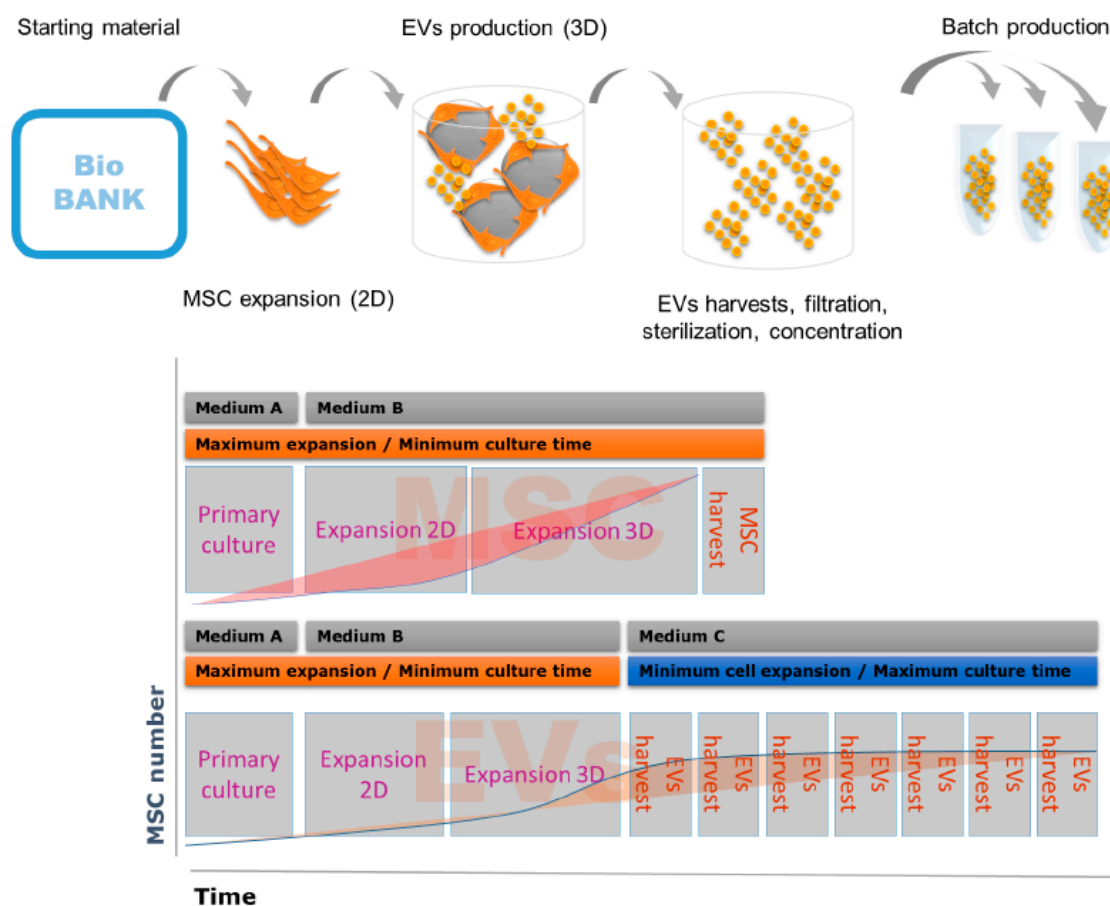 Starting material
EVs production (3D)
Batch production
Bio
BANK
MSC expansion (2D)
EVs harvests, filtration,
sterilization, concentration
Medium A
Medium B
Maximum expansion / Minimum culture time
MSC
Primary
culture
Expansion 2D
Expansion 3D
MSC
harvest
Medium A
Medium B
Medium C
Maximum expansion / Minimum culture time
Minimum cell expansion / Maximum culture time
EVs
Primary
culture
Expansion
2D
Expansion 3D
EVs
harvest
EVs
harvest
EVs
harvest
EVs
harvest
EVs
harvest
EVs
harvest
EVs
harvest
MSC number
Time